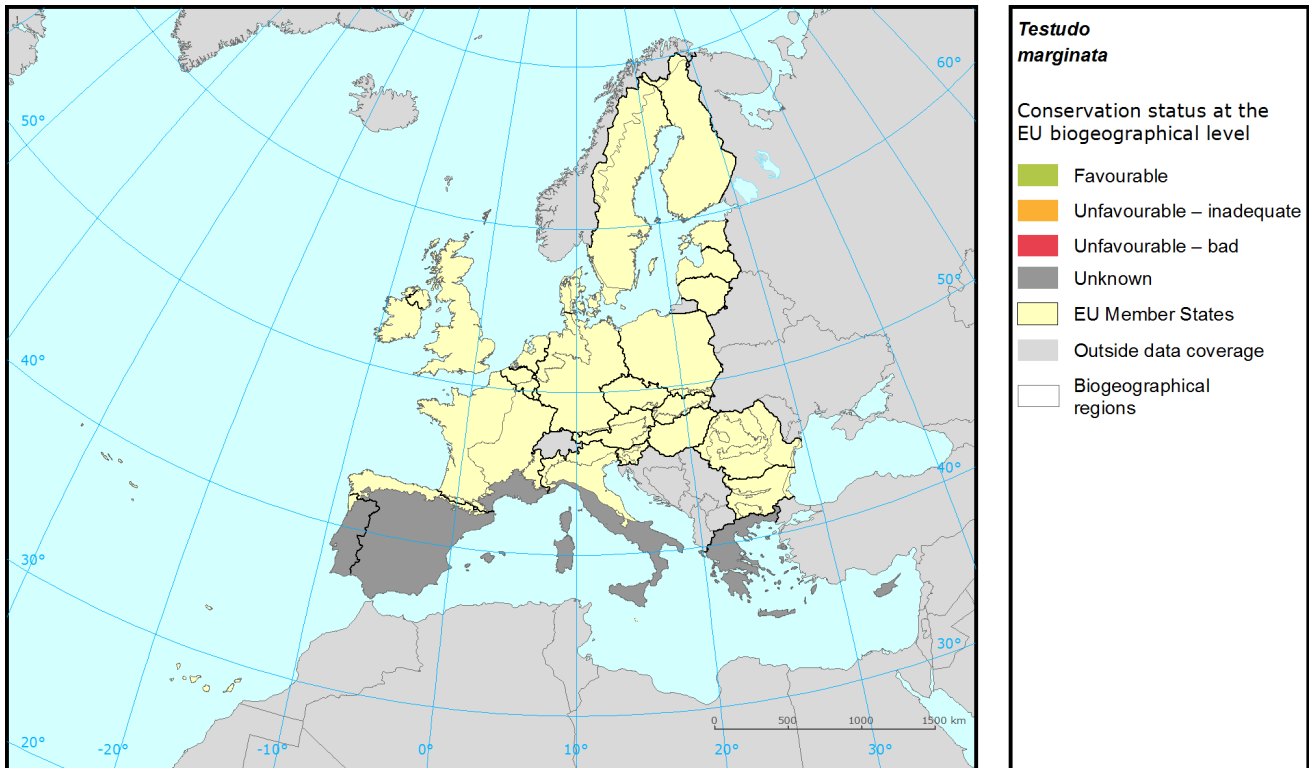 Testudo
marginata
Conservation status at the
EU biogeographical level
Favourable
Unfavourable – inadequate
Unfavourable – bad
Unknown
EU Member States
Outside data coverage
Biogeographical
regions
60°
50°
50°
40°
40°
30°
30°
20°
-20°
-10°
0°
10°
20°
30°
0
500
1000
1500 km